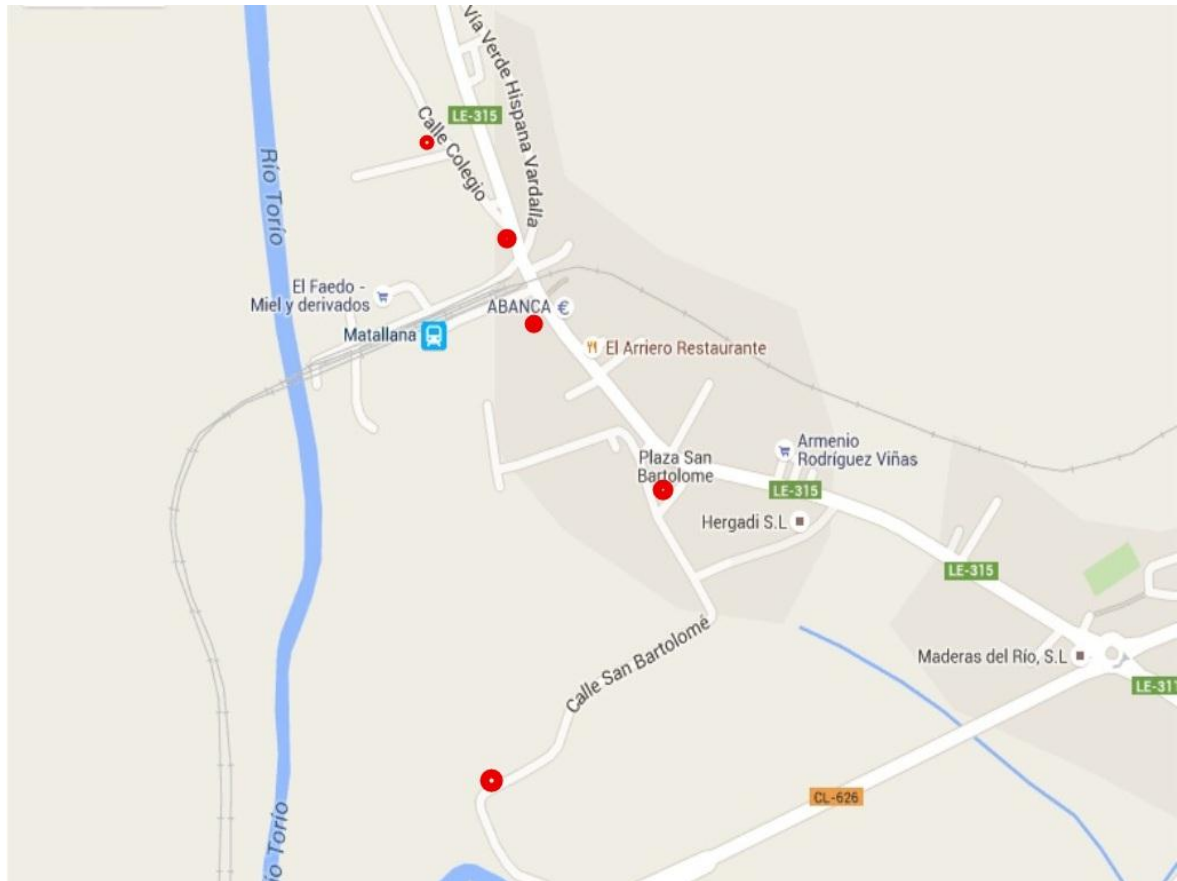 Vía Verde Hispana Vardalla
LE-315
Calle Colegio
Río Torío
El Faedo -
Miel y derivados
ABANCA €
Matallana
El Arriero Restaurante
Plaza San
Bartolome
Armenio
Rodríguez Viñas
LE-315
Hergadi S.L
LE-315
Calle San Bartolomé
Maderas del Río, S.L
LE-311
CL-626
ío Torío